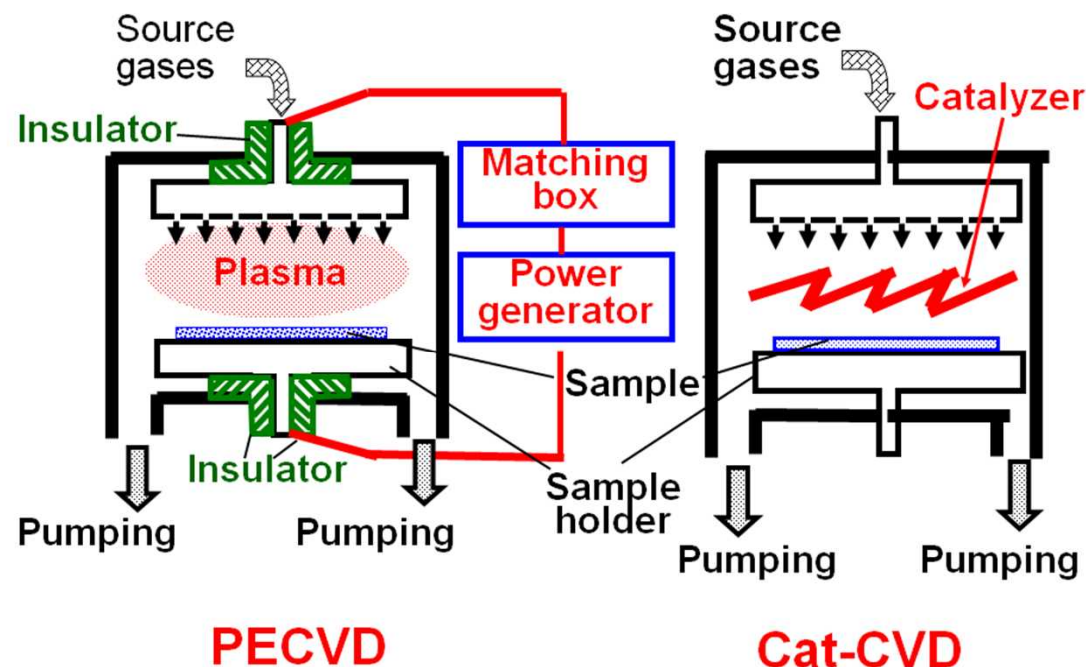 Source
gases
Insulator
Matching
box
Plasma
Power
generator
Sample
Insulator
Sample
holder
Pumping
Pumping
PECVD
Source
gases
Catalyzer
Pumping
Pumping
Cat-CVD